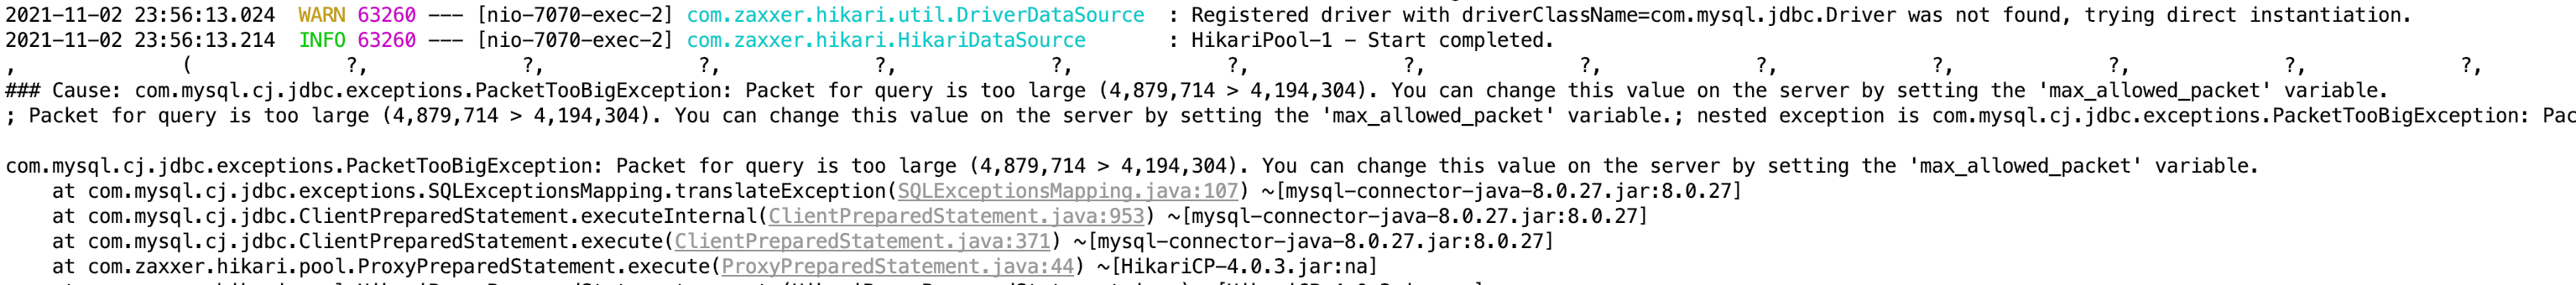 2021-11-02 23:56:13.024  WARN 63260 --- [nio-7070-exec-2] com.zaxxer.hikari.util.DriverDataSource  : Registered driver with driverClassName=com.mysql.jdbc.Driver was not found, trying direct instantiation.
2021-11-02 23:56:13.214  INFO 63260 --- [nio-7070-exec-2] com.zaxxer.hikari.HikariDataSource       : HikariPool-1 - Start completed.
,              (             ?,             ?,             ?,             ?,             ?,             ?,             ?,             ?,             ?,             ?,             ?,             ?,             ?,
### Cause: com.mysql.cj.jdbc.exceptions.PacketTooBigException: Packet for query is too large (4,879,714 > 4,194,304). You can change this value on the server by setting the 'max_allowed_packet' variable.
; Packet for query is too large (4,879,714 > 4,194,304). You can change this value on the server by setting the 'max_allowed_packet' variable.; nested exception is com.mysql.cj.jdbc.exceptions.PacketTooBigException: Pac
com.mysql.cj.jdbc.exceptions.PacketTooBigException: Packet for query is too large (4,879,714 > 4,194,304). You can change this value on the server by setting the 'max_allowed_packet' variable.
    at com.mysql.cj.jdbc.exceptions.SQLExceptionsMapping.translateException(SQLExceptionsMapping.java:107) ~[mysql-connector-java-8.0.27.jar:8.0.27]
    at com.mysql.cj.jdbc.ClientPreparedStatement.executeInternal(ClientPreparedStatement.java:953) ~[mysql-connector-java-8.0.27.jar:8.0.27]
    at com.mysql.cj.jdbc.ClientPreparedStatement.execute(ClientPreparedStatement.java:371) ~[mysql-connector-java-8.0.27.jar:8.0.27]
    at com.zaxxer.hikari.pool.ProxyPreparedStatement.execute(ProxyPreparedStatement.java:44) ~[HikariCP-4.0.3.jar:na]